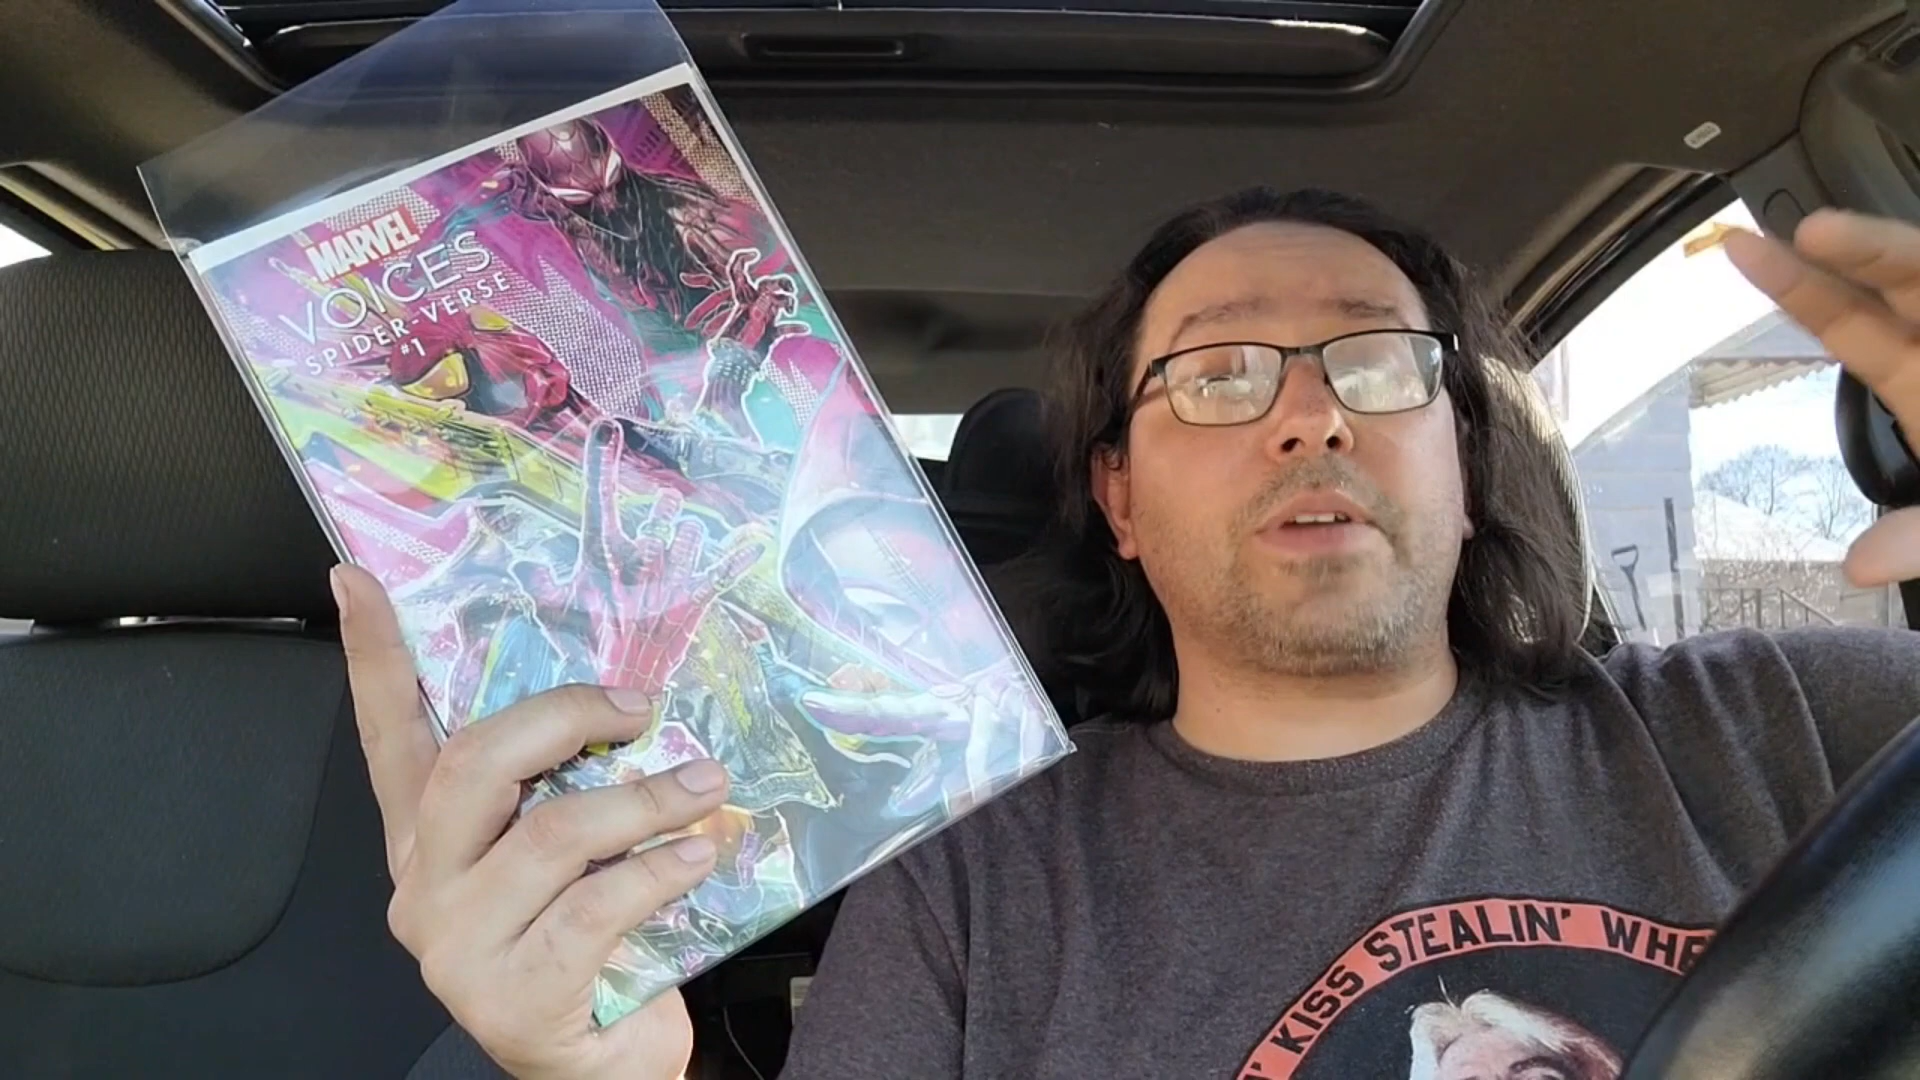 MARVEL
VOICES
SPIDER-VERSE
#1
KISS STEALIN' WHE